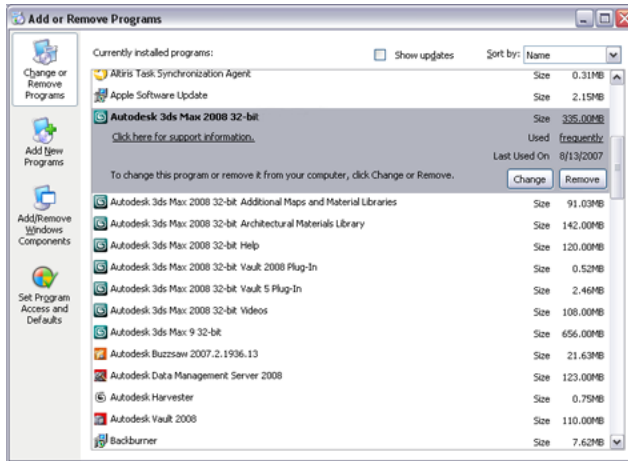 Add or Remove Programs
Change or
Remove
Programs
Add New
Programs
Add/Remove
Windows
Components
Set Program
Access and
Defaults
Currently installed programs:
Show updates
Sort by: Name
Altiris Task Synchronization Agent Size 0.31MB
Apple Software Update Size 2.15MB
Autodesk 3ds Max 2008 32-bit Size 335.00MB
Click here for support information. Used frequently
Last Used On 8/13/2007
To change this program or remove it from your computer, click Change or Remove. Change Remove
Autodesk 3ds Max 2008 32-bit Additional Maps and Material Libraries Size 91.03MB
Autodesk 3ds Max 2008 32-bit Architectural Materials Library Size 142.00MB
Autodesk 3ds Max 2008 32-bit Help Size 120.00MB
Autodesk 3ds Max 2008 32-bit Vault 2008 Plug-In Size 0.52MB
Autodesk 3ds Max 2008 32-bit Vault 5 Plug-In Size 2.46MB
Autodesk 3ds Max 2008 32-bit Videos Size 108.00MB
Autodesk 3ds Max 9 32-bit Size 656.00MB
Autodesk Buzzsaw 2007.2.1936.13 Size 21.63MB
Autodesk Data Management Server 2008 Size 123.00MB
Autodesk Harvester Size 0.75MB
Autodesk Vault 2008 Size 110.00MB
Backburner Size 7.62MB